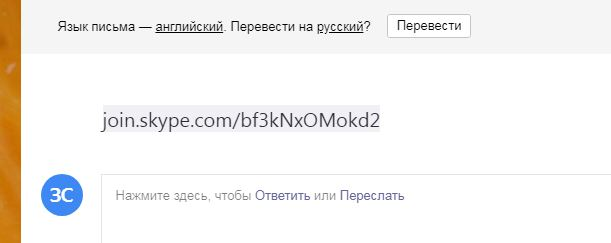 Язык письма — английский. Перевести на русский? Перевести
join.skype.com/bf3kNxOMokd2
ЗС
Нажмите здесь, чтобы Ответить или Переслать